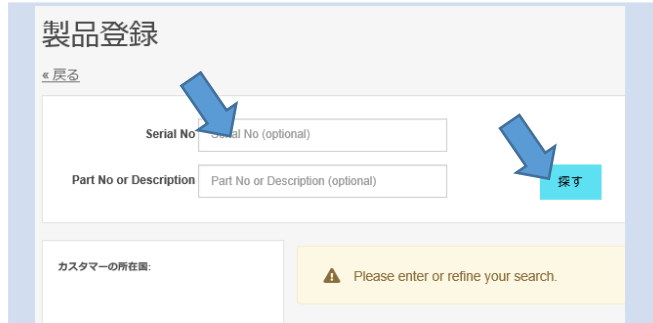 製品登録
« 戻る
Serial No
Serial No (optional)
Part No or Description
Part No or Description (optional)
探す
カスタマーの所在国:
Please enter or refine your search.